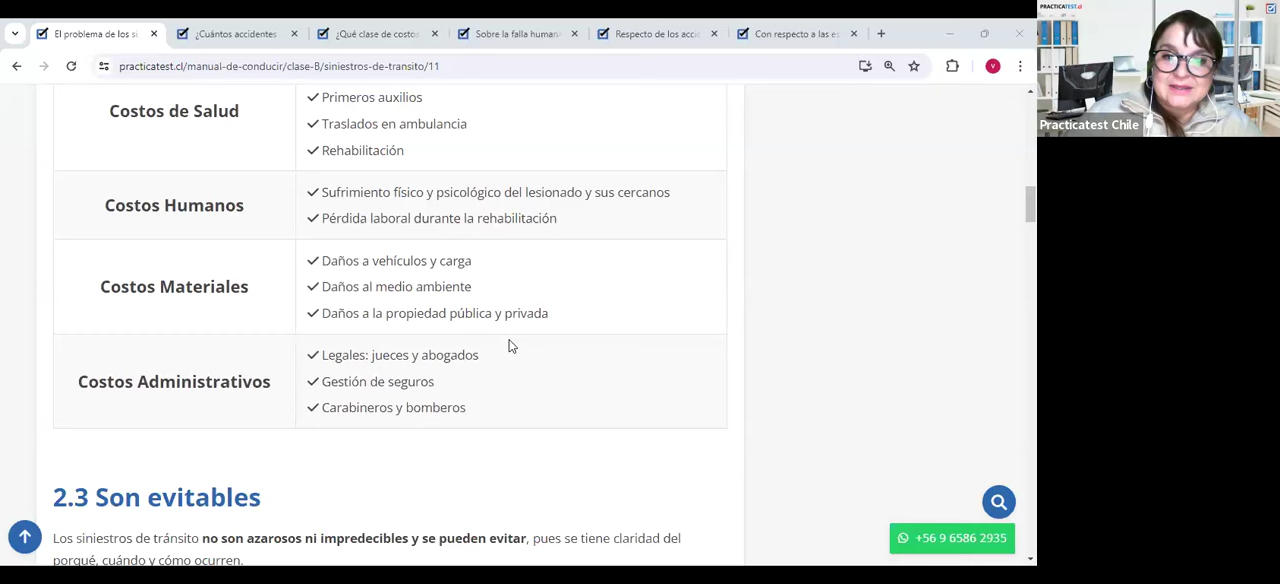 El problema de los si
¿Cuántos accidentes
¿Qué clase de costos
Sobre la falla human
Respecto de los acci
Con respecto a las e
practicatest.cl/manual-de-conducir/clase-B/siniestros-de-transito/11
V
PRACTICATEST.cl
Practicatest Chile
Costos de Salud
Primeros auxilios
Traslados en ambulancia
Rehabilitación
Costos Humanos
Sufrimiento físico y psicológico del lesionado y sus cercanos
Pérdida laboral durante la rehabilitación
Costos Materiales
Daños a vehículos y carga
Daños al medio ambiente
Daños a la propiedad pública y privada
Costos Administrativos
Legales: jueces y abogados
Gestión de seguros
Carabineros y bomberos
2.3 Son evitables
Los siniestros de tránsito no son azarosos ni impredecibles y se pueden evitar, pues se tiene claridad del
porqué, cuándo y cómo ocurren.
+56 9 6586 2935